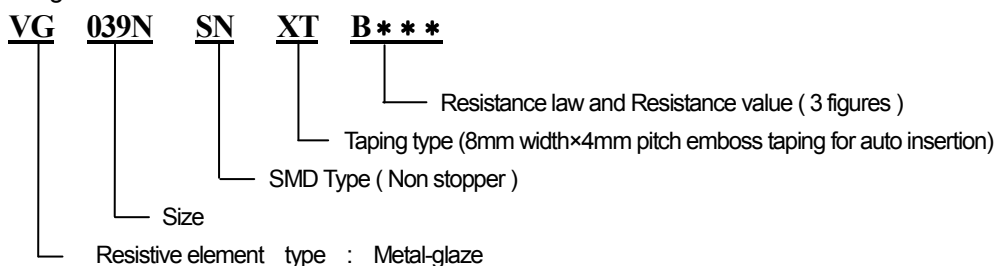 VG 039N SN XT B***
Resistance law and Resistance value ( 3 figures )
Taping type (8mm width×4mm pitch emboss taping for auto insertion)
SMD Type ( Non stopper )
Size
Resistive element type : Metal-glaze